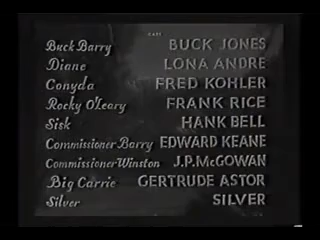 CAST
Buck Barry BUCK JONES
Diane LONA ANDRE
Conyda FRED KOHLER
Rocky O'Leary FRANK RICE
Sisk HANK BELL
Commissioner Barry EDWARD KEANE
Commissioner Winston J.P. McGOWAN
Big Carrie GERTRUDE ASTOR
Silver SILVER